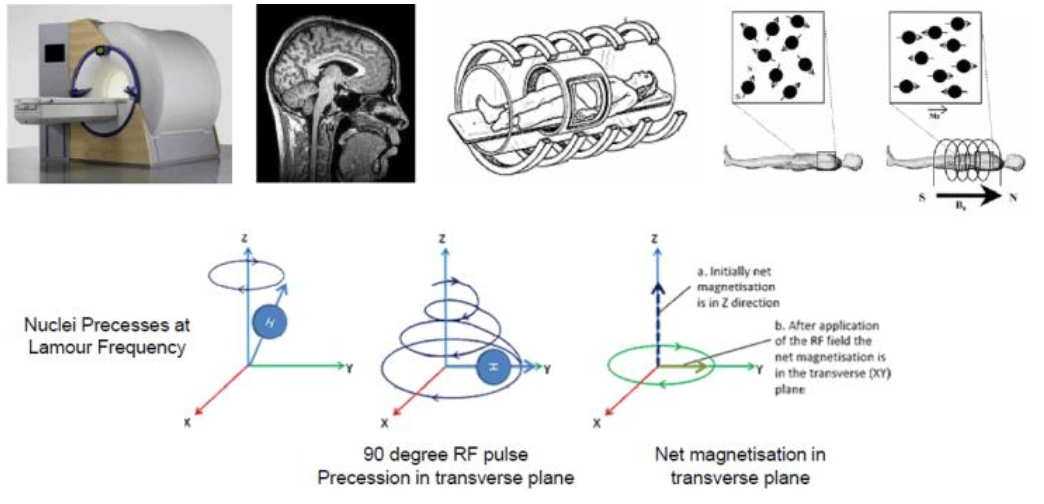 S
S
Mz
S B₀ N
Z
Nuclei Precesses at
Lamour Frequency
H
Y
X
Z
H
Y
X
90 degree RF pulse
Precession in transverse plane
Z
a. Initially net
magnetisation
is in Z direction
b. After application
of the RF field the
net magnetisation is
in the transverse (XY)
plane
Y
X
Net magnetisation in
transverse plane